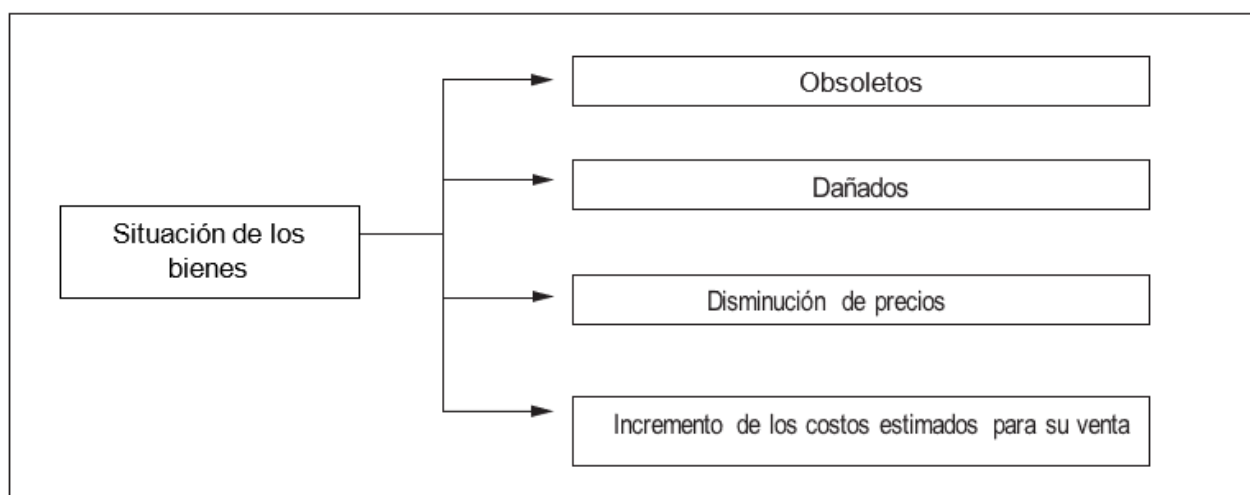 Situación de los
bienes
Obsoletos
Dañados
Disminución de precios
Incremento de los costos estimados para su venta